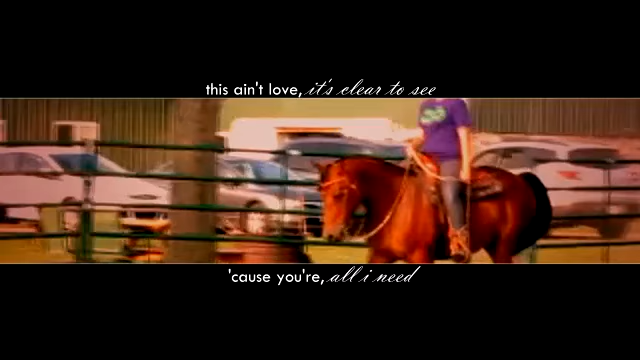 this ain't love, it's clear to see
'cause you're, all i need